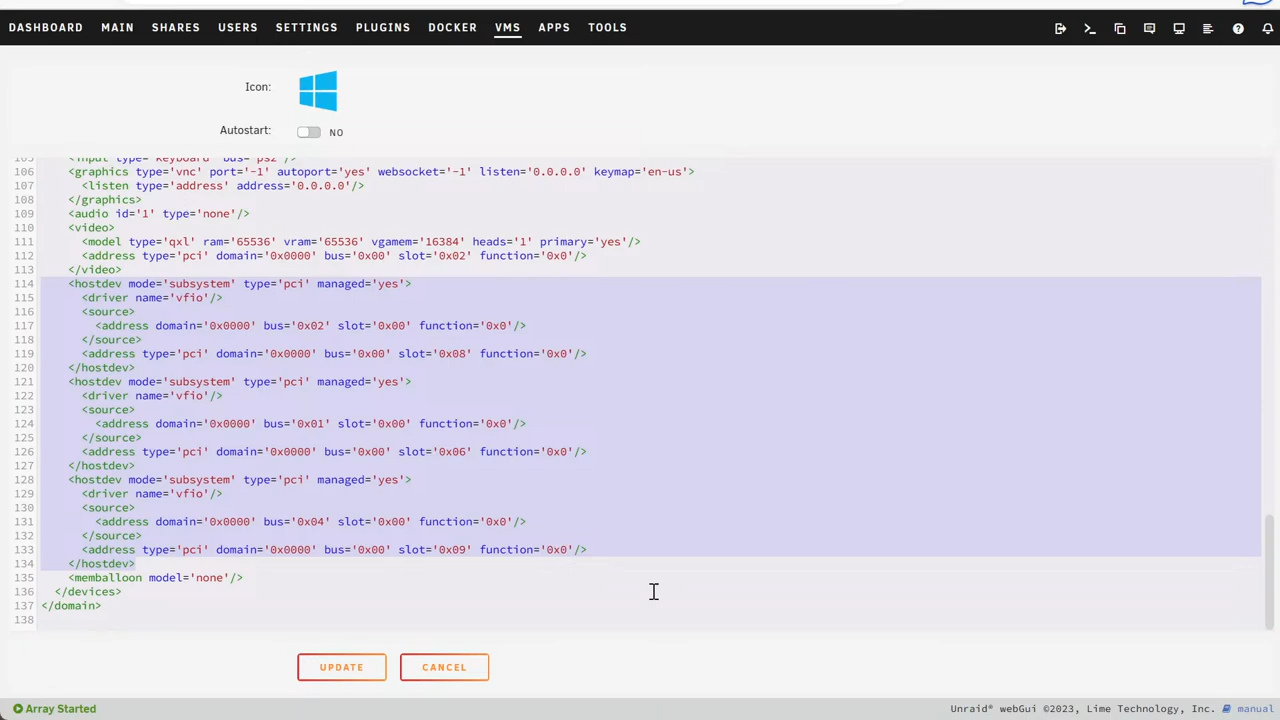 DASHBOARD MAIN SHARES USERS SETTINGS PLUGINS DOCKER VMS APPS TOOLS
Icon:
Autostart: NO
105 <input type='keyboard' bus='ps2'/>
106 <graphics type='vnc' port='-1' autoport='yes' websocket='-1' listen='0.0.0.0' keymap='en-us'>
107 <listen type='address' address='0.0.0.0'/>
108 </graphics>
109 <audio id='1' type='none'/>
110 <video>
111 <model type='qxl' ram='65536' vram='65536' vgamem='16384' heads='1' primary='yes'/>
112 <address type='pci' domain='0x0000' bus='0x00' slot='0x02' function='0x0'/>
113 </video>
114 <hostdev mode='subsystem' type='pci' managed='yes'>
115 <driver name='vfio'/>
116 <source>
117 <address domain='0x0000' bus='0x02' slot='0x00' function='0x0'/>
118 </source>
119 <address type='pci' domain='0x0000' bus='0x00' slot='0x08' function='0x0'/>
120 </hostdev>
121 <hostdev mode='subsystem' type='pci' managed='yes'>
122 <driver name='vfio'/>
123 <source>
124 <address domain='0x0000' bus='0x01' slot='0x00' function='0x0'/>
125 </source>
126 <address type='pci' domain='0x0000' bus='0x00' slot='0x06' function='0x0'/>
127 </hostdev>
128 <hostdev mode='subsystem' type='pci' managed='yes'>
129 <driver name='vfio'/>
130 <source>
131 <address domain='0x0000' bus='0x04' slot='0x00' function='0x0'/>
132 </source>
133 <address type='pci' domain='0x0000' bus='0x00' slot='0x09' function='0x0'/>
134 </hostdev>
135 <memballoon model='none'/>
136 </devices>
137 </domain>
138
UPDATE CANCEL
Array Started Unraid® webGui ©2023, Lime Technology, Inc. manual